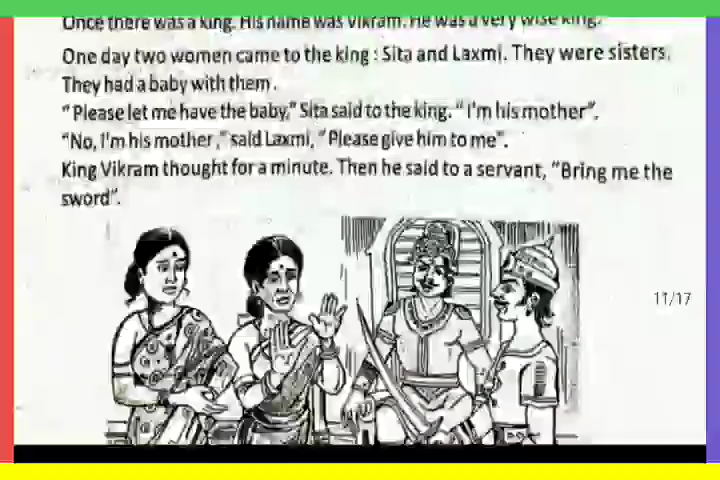 Once there was a king. His name was Vikram. He was a very wise king.
One day two women came to the king : Sita and Laxmi. They were sisters.
They had a baby with them.
"Please let me have the baby," Sita said to the king. "I'm his mother".
"No, I'm his mother," said Laxmi, "Please give him to me".
King Vikram thought for a minute. Then he said to a servant, "Bring me the
sword".
11/17